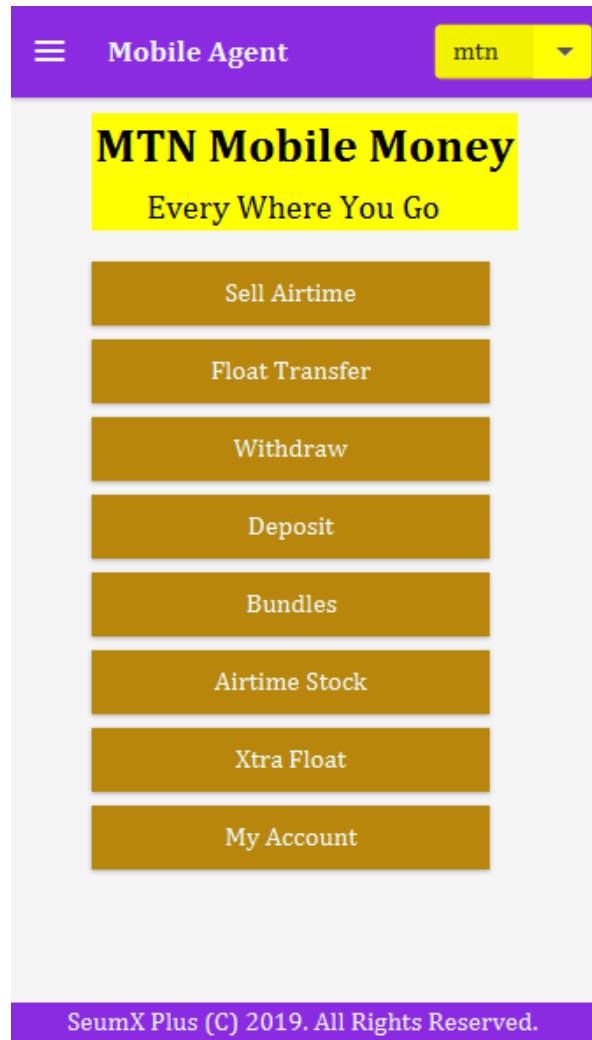 Mobile Agent
mtn
MTN Mobile Money
Every Where You Go
Sell Airtime
Float Transfer
Withdraw
Deposit
Bundles
Airtime Stock
Xtra Float
My Account
SeumX Plus (C) 2019. All Rights Reserved.